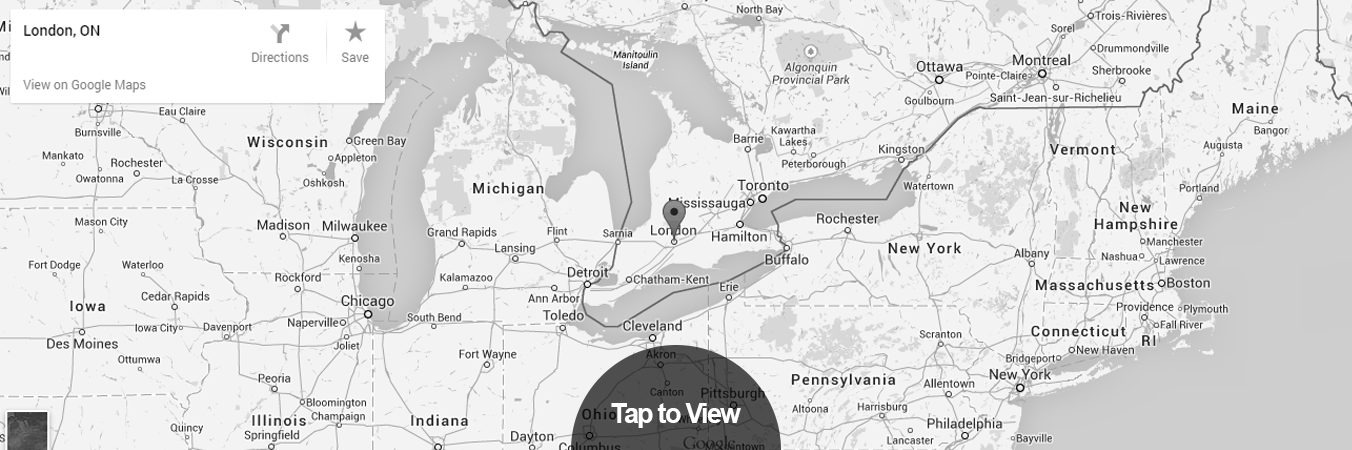 London, ON
Directions
Save
View on Google Maps
North Bay
Trois-Rivières
Sorel
Manitoulin
Island
Drummondville
Algonquin
Provincial Park
Ottawa
Montreal
Pointe-Claire
Sherbrooke
Goulbourn
Saint-Jean-sur-Richelieu
Eau Claire
Maine
Burnsville
Bangor
Wisconsin
Green Bay
Barrie
Kawartha
Lakes
Kingston
Vermont
Augusta
Mankato
Rochester
Appleton
Peterborough
Owatonna
La Crosse
Oshkosh
Michigan
Toronto
Watertown
Portland
Mississauga
New
Hampshire
Mason City
Madison
Milwaukee
Grand Rapids
Flint
Sarnia
London
Hamilton
Rochester
Lansing
New York
Manchester
Buffalo
Albany
Nashua
Lawrence
Kenosha
Fort Dodge
Waterloo
Rockford
Kalamazoo
Detroit
Chatham-Kent
Erie
Massachusetts
Boston
Iowa
Cedar Rapids
Chicago
Ann Arbor
Toledo
Providence
Plymouth
Iowa City
Davenport
Naperville
South Bend
Cleveland
Connecticut
Fall River
RI
Des Moines
Joliet
Scranton
Ottumwa
Fort Wayne
Akron
Bridgeport
New Haven
Peoria
Canton
Pittsburgh
Pennsylvania
Allentown
New York
Bloomington
Champaign
Illinois
Indiana
Ohio
Tap to View
Altoona
Harrisburg
Quincy
Springfield
Philadelphia
Dayton
Columbus
Google
Lancaster
Bayville